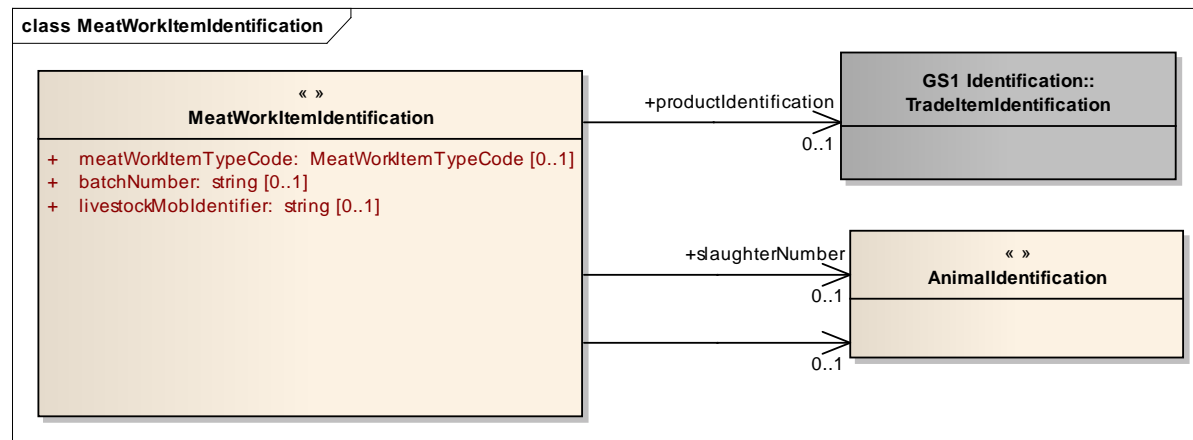 class MeatWorkItemIdentification
« »
MeatWorkItemIdentification
+ meatWorkItemTypeCode: MeatWorkItemTypeCode [0..1]
+ batchNumber: string [0..1]
+ livestockMobIdentifier: string [0..1]
+productIdentification
0..1
GS1 Identification::
TradeItemIdentification
+slaughterNumber
0..1
« »
AnimalIdentification
0..1